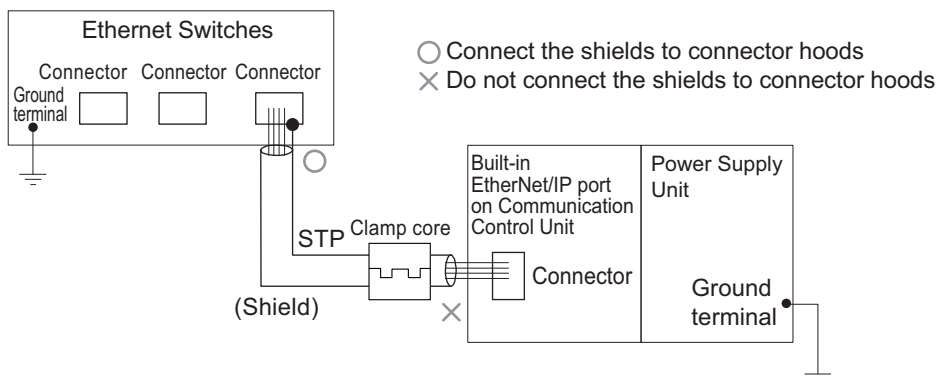 Ethernet Switches
Connector Connector Connector
Ground
terminal
Connect the shields to connector hoods
Do not connect the shields to connector hoods
Built-in
EtherNet/IP port
on Communication
Control Unit
Power Supply
Unit
STP
Clamp core
Connector
(Shield)
Ground
terminal